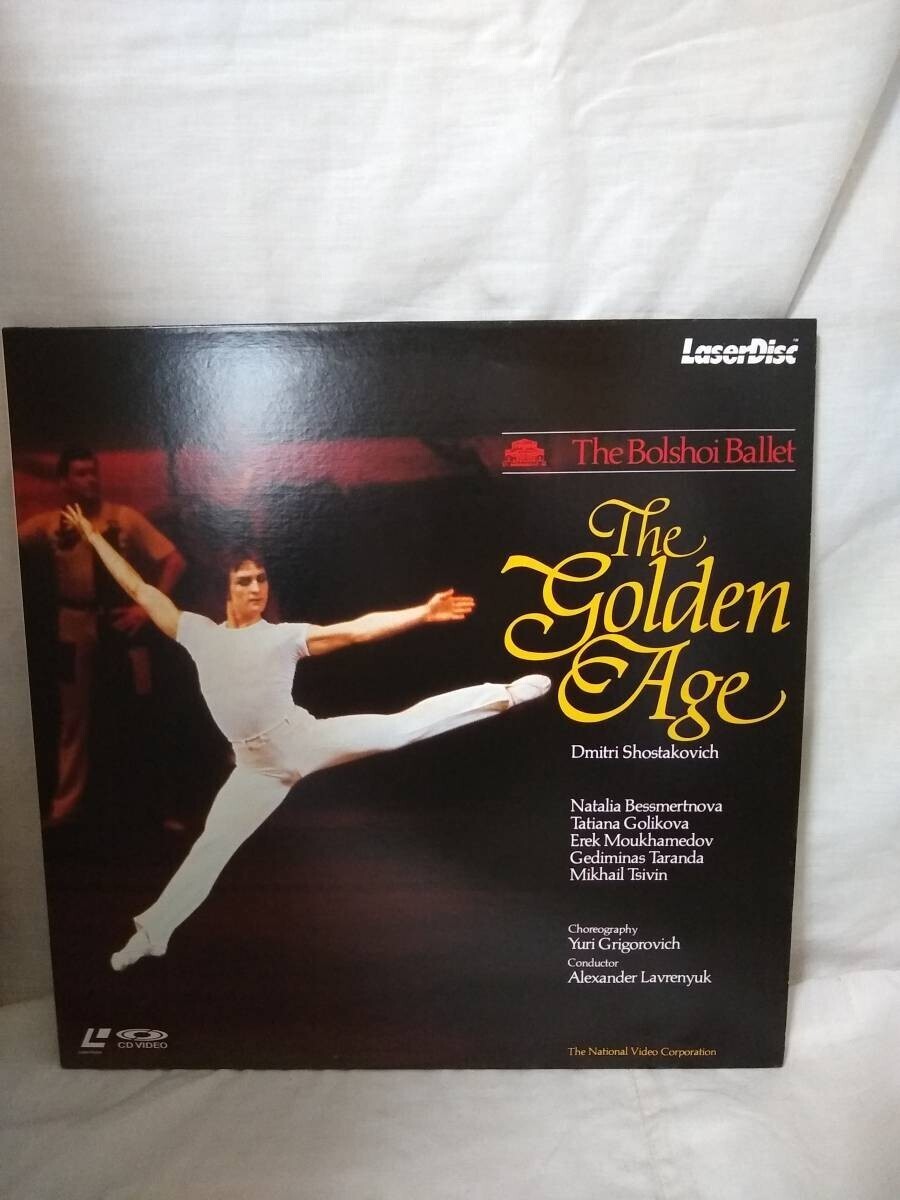 LaserDisc
The Bolshoi Ballet
The
Golden
Age
Dmitri Shostakovich
Natalia Bessmertnova
Tatiana Golikova
Erek Moukhamedov
Gediminas Taranda
Mikhail Tsivin
Choreography
Yuri Grigorovich
Conductor
Alexander Lavrenyuk
CD VIDEO
The National Video Corporation